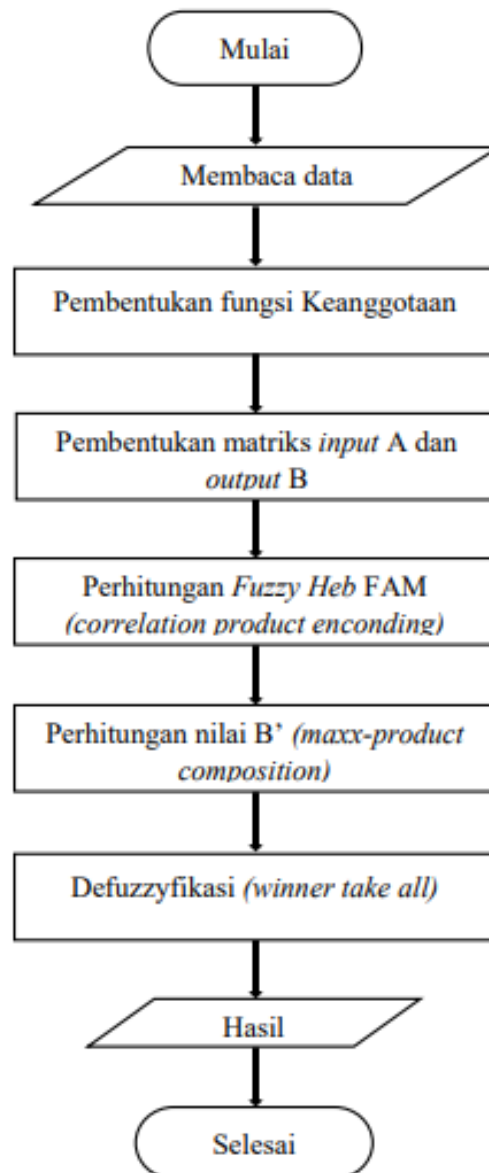 Mulai
Membaca data
Pembentukan fungsi Keanggotaan
Pembentukan matriks input A dan
output B
Perhitungan Fuzzy Heb FAM
(correlation product enconding)
Perhitungan nilai B’ (maxx-product
composition)
Defuzzyfikasi (winner take all)
Hasil
Selesai